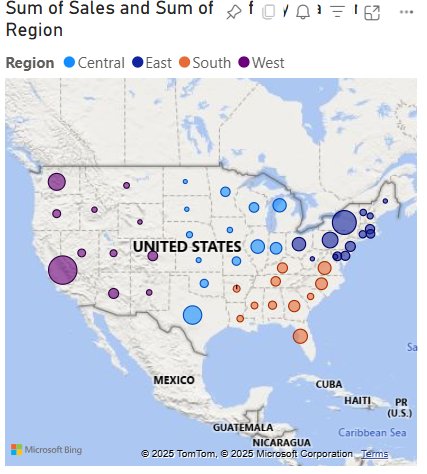 Sum of Sales and Sum of
Region
Region Central East South West
UNITED STATES
MEXICO
CUBA
HAITI
PR
(U.S.)
GUATEMALA
Caribbean Sea
NICARAGUA
Microsoft Bing
© 2025 TomTom, © 2025 Microsoft Corporation Terms